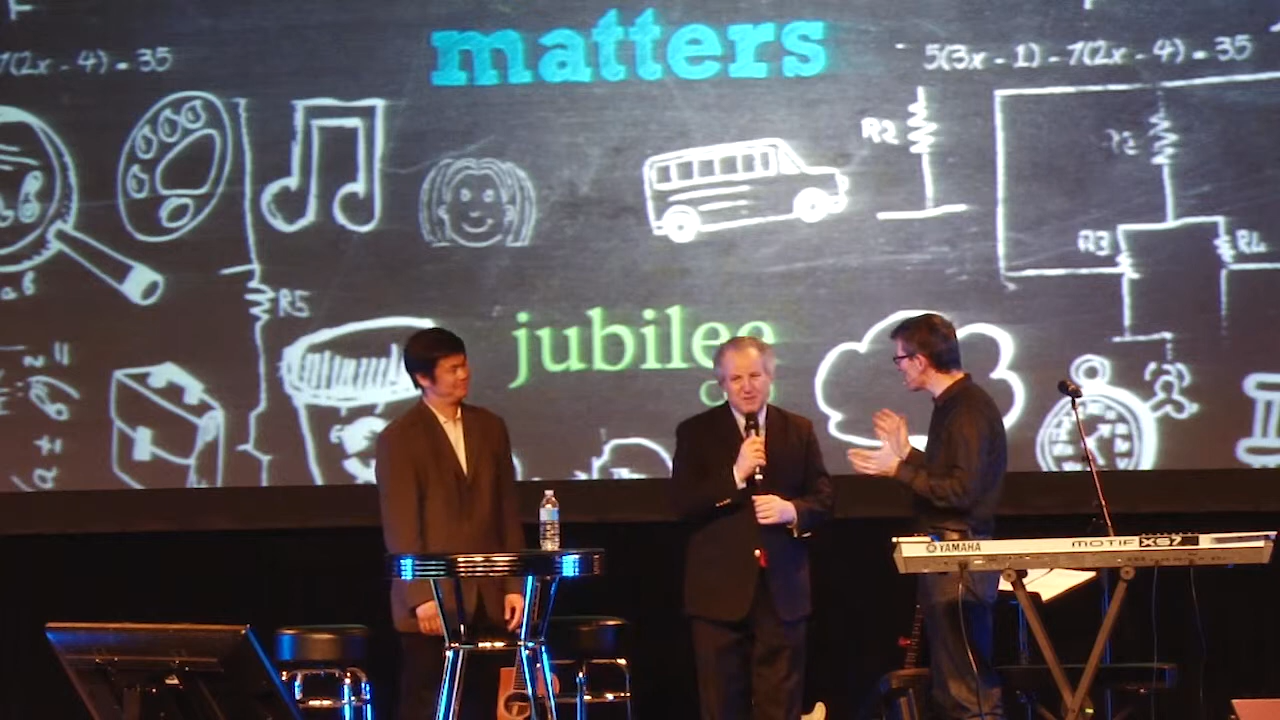 matters
7(2x - 4) = 35
5(3x - 1) - 7(2x - 4) = 35
R2
R2
R3
R4
R5
a.b
jubilee
YAMAHA
MOTIF XS7